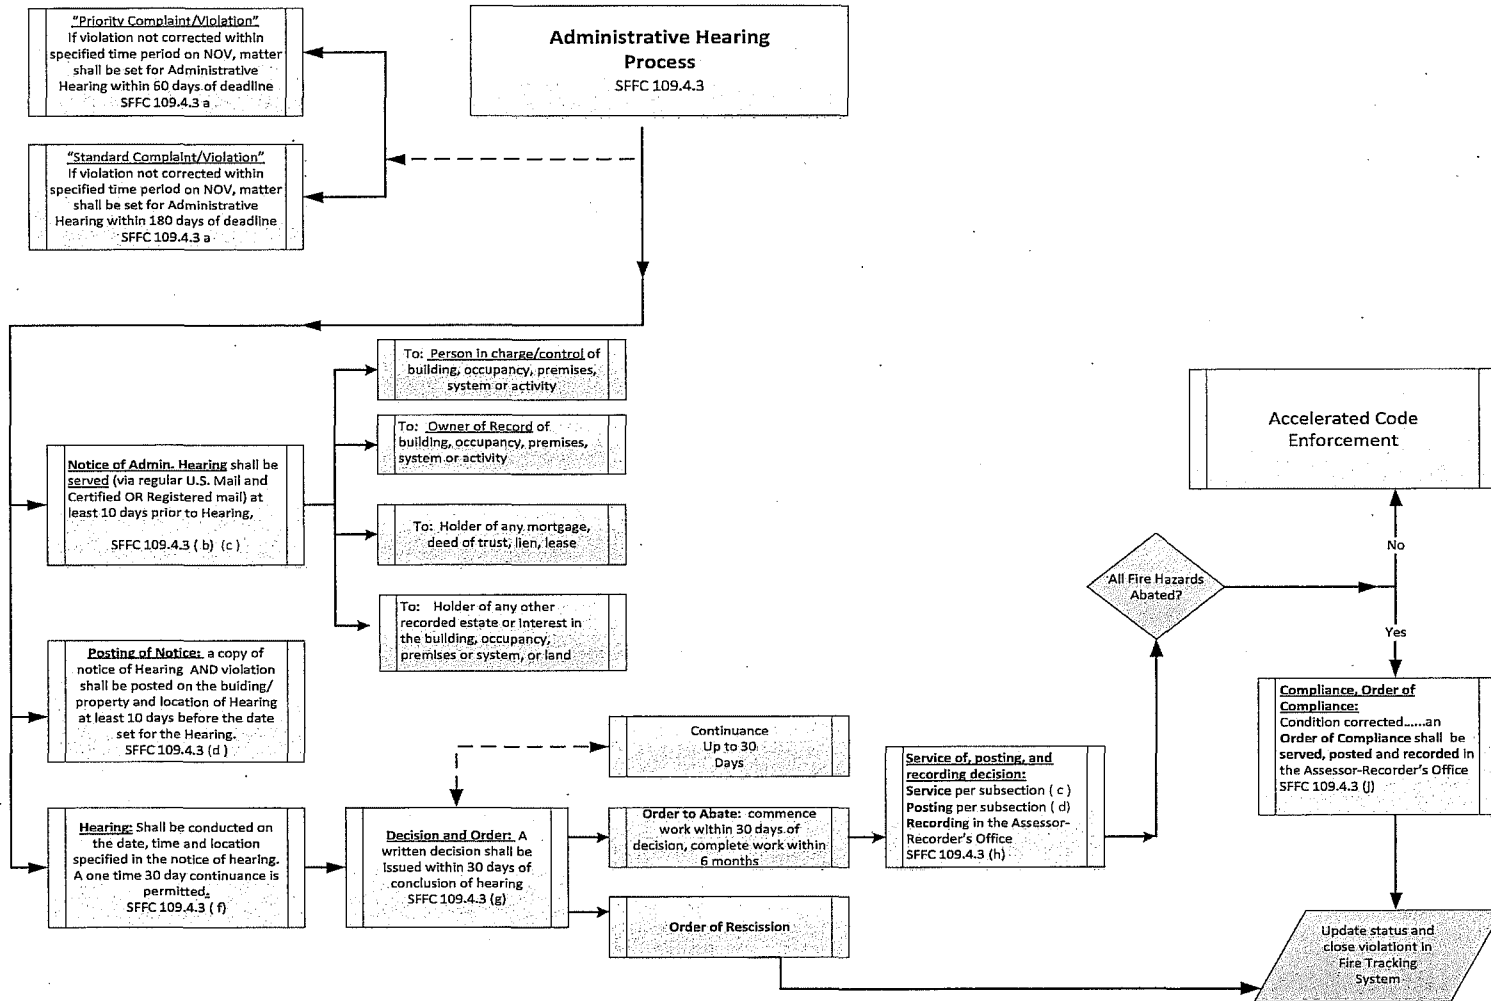 "Priority Complaint/Violation"
If violation not corrected within
specified time period on NOV, matter
shall be set for Administrative
Hearing within 60 days of deadline
SFFC 109.4.3 a
"Standard Complaint/Violation"
If violation not corrected within
specified time period on NOV, matter
shall be set for Administrative
Hearing within 180 days of deadline
SFFC 109.4.3 a
Administrative Hearing
Process
SFFC 109.4.3
To: Person in charge/control of
building, occupancy, premises,
system or activity
To: Owner of Record of
building, occupancy, premises,
system or activity
Notice of Admin. Hearing shall be
served (via regular U.S. Mail and
Certified OR Registered mail) at
least 10 days prior to Hearing,
SFFC 109.4.3 ( b) (c )
To: Holder of any mortgage,
deed of trust, lien, lease
To: Holder of any other
recorded estate or interest in
the building, occupancy,
premises or system, or land
Posting of Notice: a copy of
notice of Hearing AND violation
shall be posted on the buiding/
property and location of Hearing
at least 10 days before the date
set for the Hearing.
SFFC 109.4.3 (d )
Hearing: Shall be conducted on
the date, time and location
specified in the notice of hearing.
A one time 30 day continuance is
permitted.
SFFC 109.4.3 ( f)
Decision and Order: A
written decision shall be
issued within 30 days of
conclusion of hearing
SFFC 109.4.3 (g)
Continuance
Up to 30
Days
Order to Abate: commence
work within 30 days of
decision, complete work within
6 months
Order of Rescission
Service of, posting, and
recording decision:
Service per subsection ( c )
Posting per subsection ( d)
Recording in the Assessor-
Recorder's Office
SFFC 109.4.3 (h)
All Fire Hazards
Abated?
Accelerated Code
Enforcement
No
Yes
Compliance, Order of
Compliance:
Condition corrected......an
Order of Compliance shall be
served, posted and recorded in
the Assessor-Recorder's Office
SFFC 109.4.3 (j)
Update status and
close violationt in
Fire Tracking
System